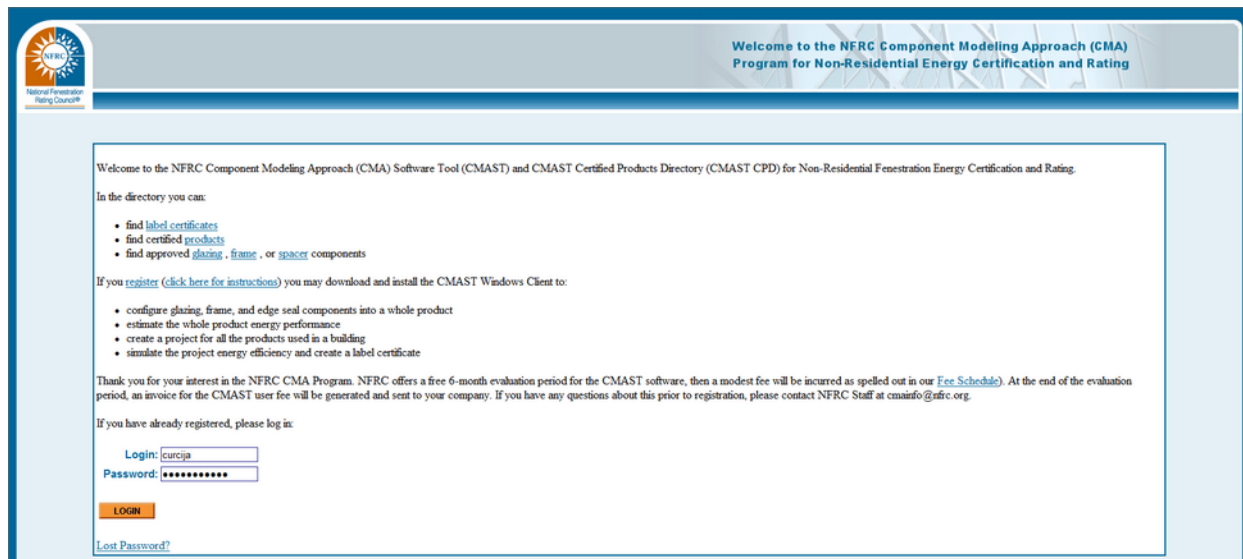 Welcome to the NFRC Component Modeling Approach (CMA)
Program for Non-Residential Energy Certification and Rating
NFRC
National Fenestration
Rating Council®
Welcome to the NFRC Component Modeling Approach (CMA) Software Tool (CMAST) and CMAST Certified Products Directory (CMAST CPD) for Non-Residential Fenestration Energy Certification and Rating.
In the directory you can:
• find label certificates
• find certified products
• find approved glazing , frame , or spacer components
If you register (click here for instructions) you may download and install the CMAST Windows Client to:
• configure glazing, frame, and edge seal components into a whole product
• estimate the whole product energy performance
• create a project for all the products used in a building
• simulate the project energy efficiency and create a label certificate
Thank you for your interest in the NFRC CMA Program. NFRC offers a free 6-month evaluation period for the CMAST software, then a modest fee will be incurred as spelled out in our Fee Schedule). At the end of the evaluation
period, an invoice for the CMAST user fee will be generated and sent to your company. If you have any questions about this prior to registration, please contact NFRC Staff at cmainfo@nfrc.org.
If you have already registered, please log in:
Login: curcija
Password: •••••••••••
LOGIN
Lost Password?